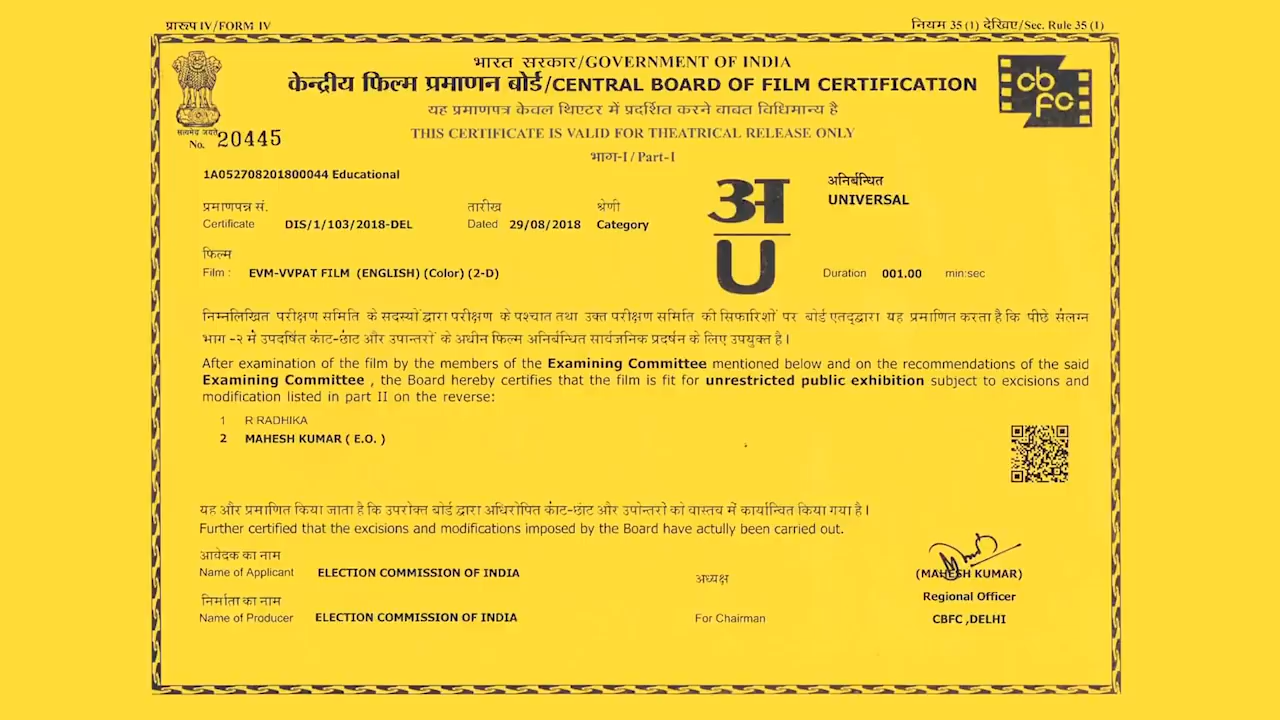 प्रारूप IV/FORM IV
नियम 35 (1) देखिए/Sec. Rule 35 (1)
भारत सरकार/GOVERNMENT OF INDIA
केन्द्रीय फिल्म प्रमाणन बोर्ड/CENTRAL BOARD OF FILM CERTIFICATION
cbfc
यह प्रमाणपत्र केवल थिएटर में प्रदर्शित करने वाबत विधिमान्य है
सत्यमेव जयते
THIS CERTIFICATE IS VALID FOR THEATRICAL RELEASE ONLY
No. 20445
भाग-I / Part-I
1A052708201800044 Educational
अ
U
अनिर्बन्धित
UNIVERSAL
प्रमाणपन्न सं. तारीख श्रेणी
Certificate DIS/1/103/2018-DEL Dated 29/08/2018 Category
फिल्म
Film : EVM-VVPAT FILM (ENGLISH) (Color) (2-D) Duration 001.00 min:sec
निम्नलिखित परीक्षण समिति के सदस्यों द्वारा परीक्षण के पश्चात तथा उक्त परीक्षण समिति की सिफारिशों पर बोर्ड एतद्द्वारा यह प्रमाणित करता है कि पीछे संलग्न
भाग -२ में उपदर्षित काट-छाट और उपान्तरों के अधीन फिल्म अनिर्बन्धित सार्वजनिक प्रदर्षन के लिए उपयुक्त है।
After examination of the film by the members of the Examining Committee mentioned below and on the recommendations of the said
Examining Committee , the Board hereby certifies that the film is fit for unrestricted public exhibition subject to excisions and
modification listed in part II on the reverse:
1 R RADHIKA
2 MAHESH KUMAR ( E.O. )
यह और प्रमाणित किया जाता है कि उपरोक्त बोर्ड द्वारा अधिरोपित काट-छांट और उपोन्तरों को वास्तव में कार्यान्वित किया गया है।
Further certified that the excisions and modifications imposed by the Board have actully been carried out.
आवेदक का नाम
Name of Applicant ELECTION COMMISSION OF INDIA
अध्यक्ष
(MAHESH KUMAR)
Regional Officer
निर्माता का नाम
Name of Producer ELECTION COMMISSION OF INDIA For Chairman CBFC ,DELHI